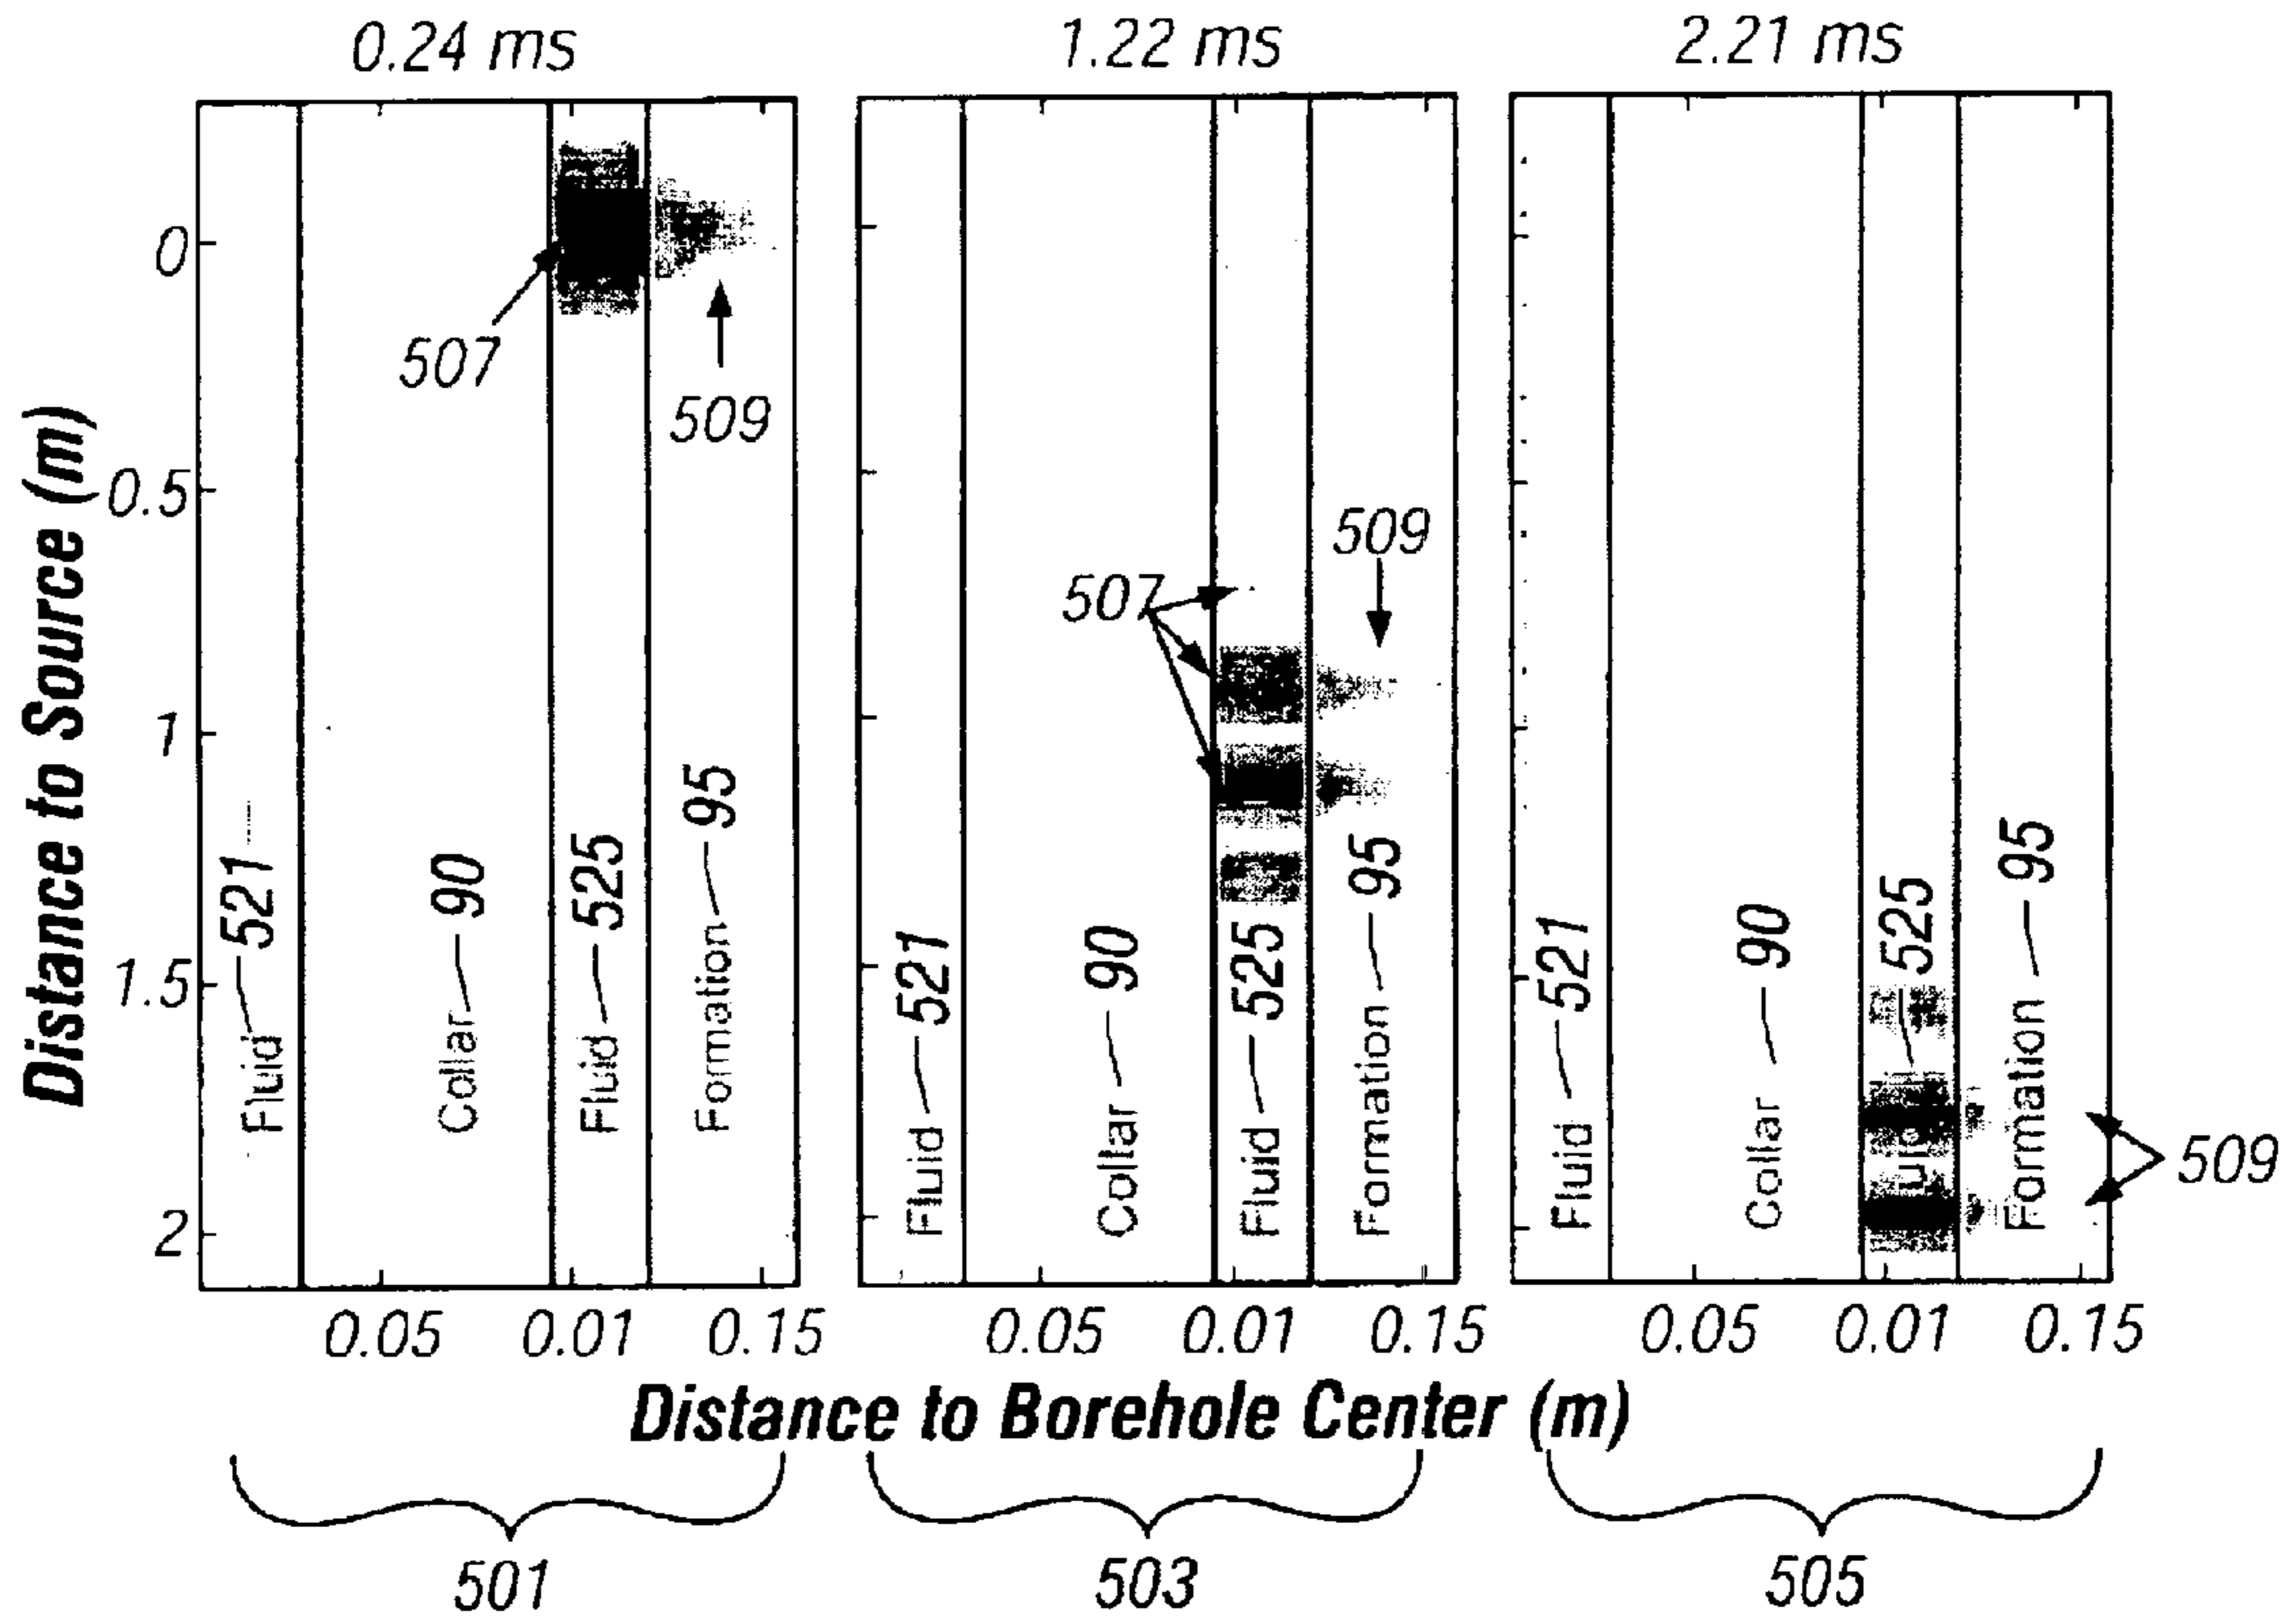 0.24 ms
1.22 ms
2.21 ms
Distance to Source (m)
0
0.5
1
1.5
2
507
509
Fluid 521
Collar 90
Fluid 525
Formation 95
507
509
Fluid 521
Collar 90
Fluid 525
Formation 95
509
Fluid 521
Collar 90
525
Formation 95
0.05 0.01 0.15
0.05 0.01 0.15
0.05 0.01 0.15
Distance to Borehole Center (m)
501
503
505